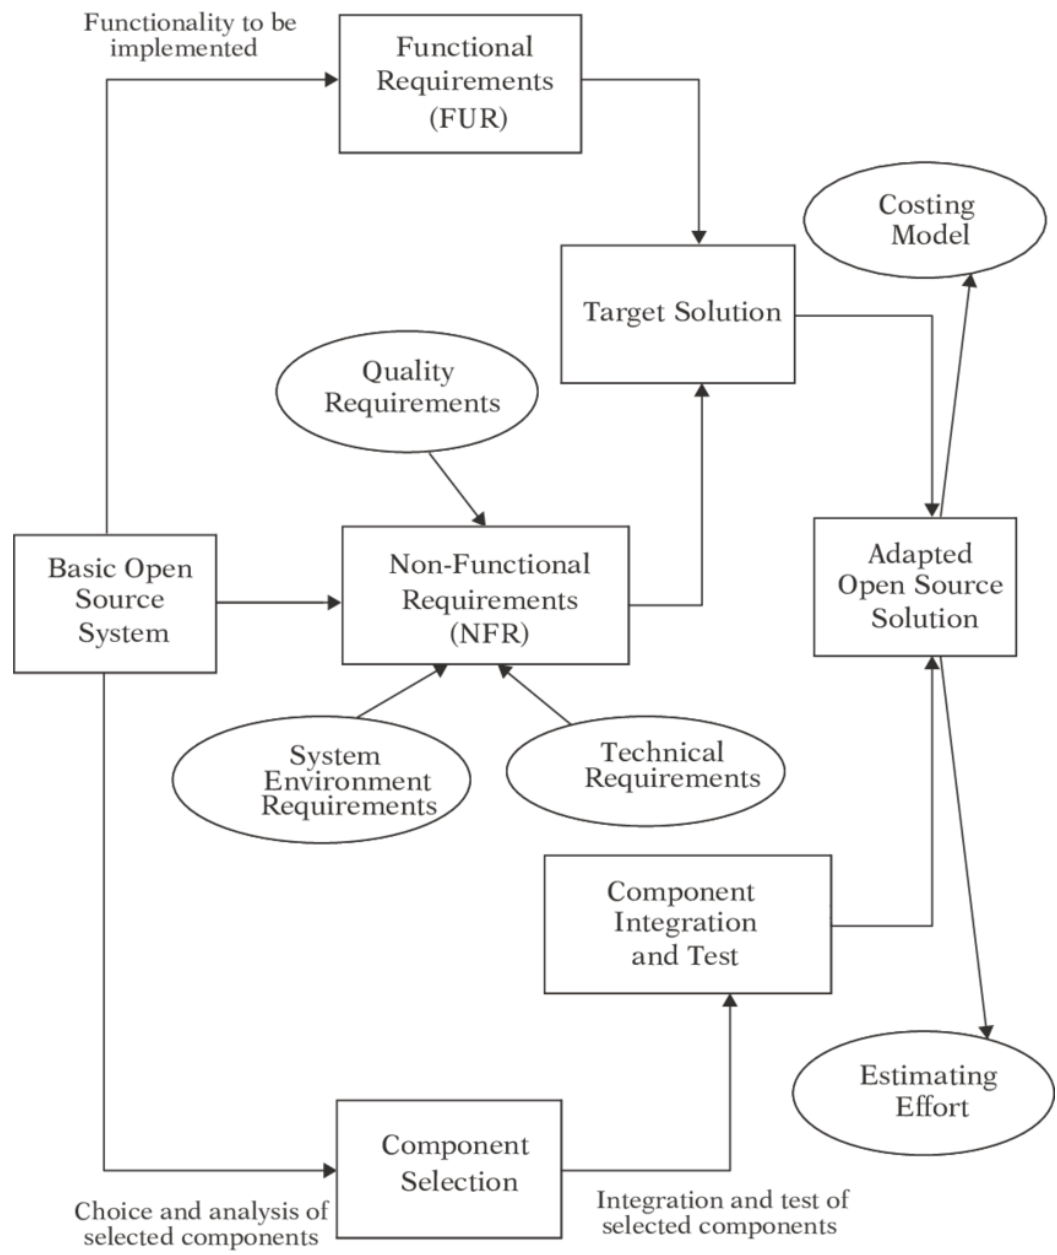 Functionality to be
implemented
Functional
Requirements
(FUR)
Costing
Model
Target Solution
Quality
Requirements
Basic Open
Source
System
Non-Functional
Requirements
(NFR)
Adapted
Open Source
Solution
System
Environment
Requirements
Technical
Requirements
Component
Integration
and Test
Estimating
Effort
Component
Selection
Choice and analysis of
selected components
Integration and test of
selected components